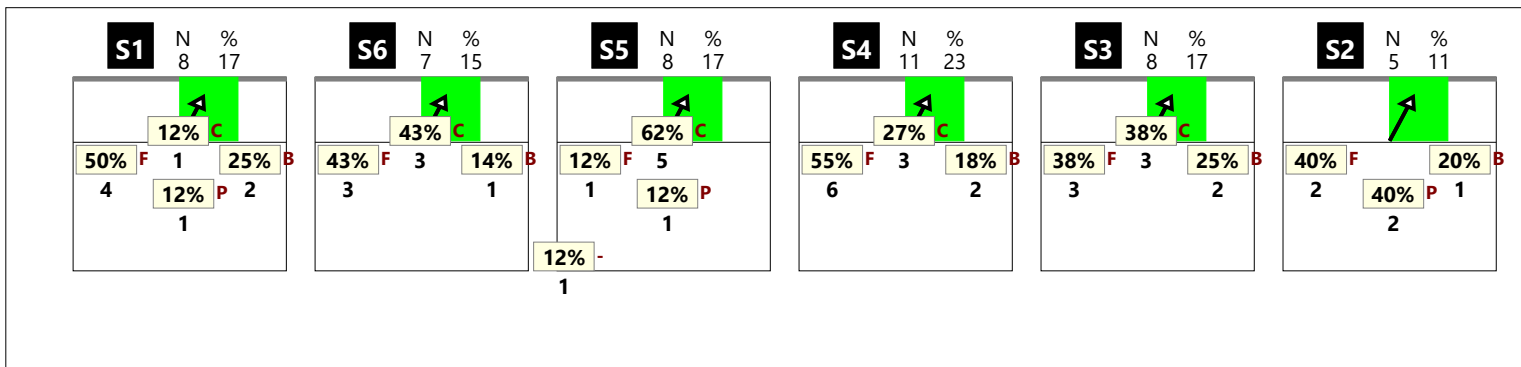 S1 N % S6 N % S5 N % S4 N % S3 N % S2 N %
8 17 7 15 8 17 11 23 8 17 5 11
12% C 43% C 62% C 27% C 38% C
1 3 5 3 3
50% F 25% B 43% F 14% B 12% F 55% F 18% B 38% F 25% B 40% F 20% B
4 2 3 1 1 6 2 3 2 2 1
12% P 12% P 40% P
1 1 2
12% -
1